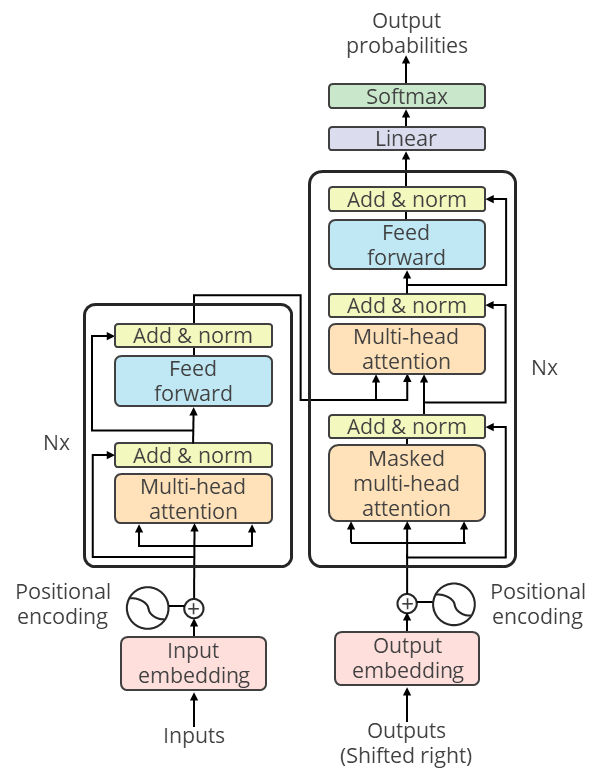 Output
probabilities
Softmax
Linear
Add & norm
Feed
forward
Add & norm
Multi-head
attention
Nx
Add & norm
Masked
multi-head
attention
Add & norm
Feed
forward
Nx
Add & norm
Multi-head
attention
Positional
encoding
+
Input
embedding
Inputs
+
Positional
encoding
Output
embedding
Outputs
(Shifted right)